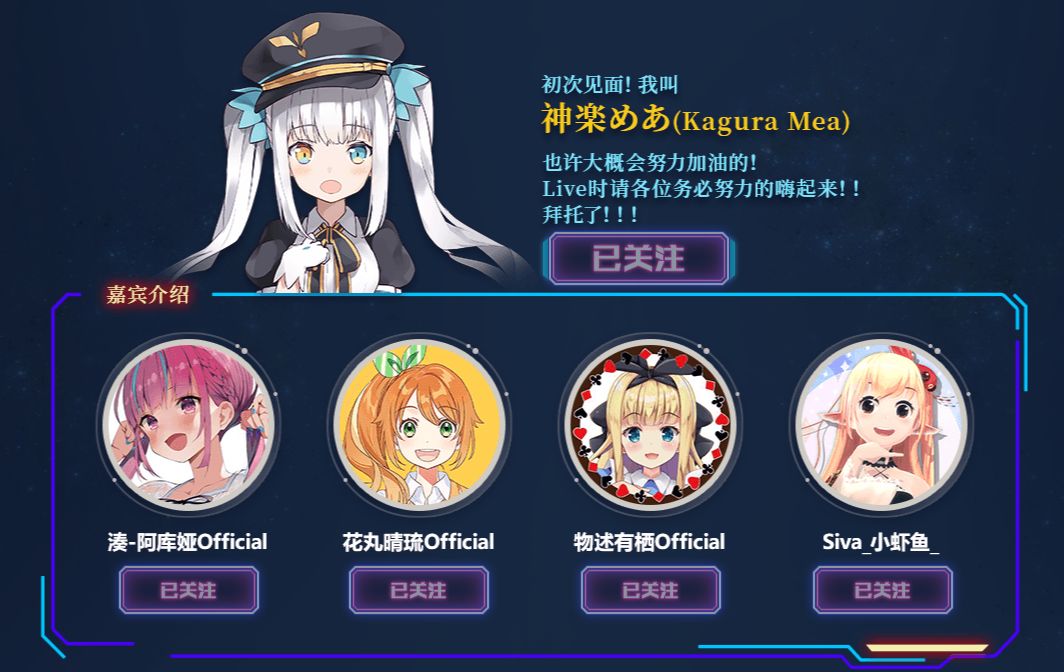 初次见面! 我叫
神楽めあ(Kagura Mea)
也许大概会努力加油的!
Live时请各位务必努力的嗨起来! !
拜托了! ! !
已关注
嘉宾介绍
湊-阿库娅Official
花丸晴琉Official
物述有栖Official
Siva_小虾鱼_
已关注
已关注
已关注
已关注